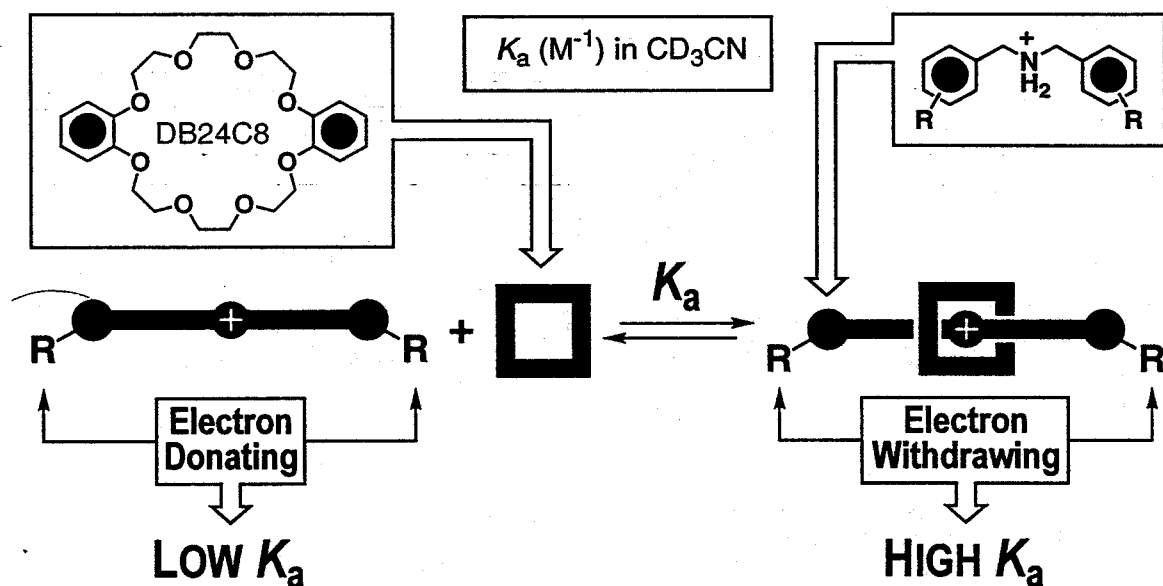 O O
O O
DB24C8
O O
O O
Kₐ (M⁻¹) in CD₃CN
+
N
H₂
R R
Kₐ
+
R R
+
+
R R
Electron
Donating
Electron
Withdrawing
LOW Kₐ
HIGH Kₐ